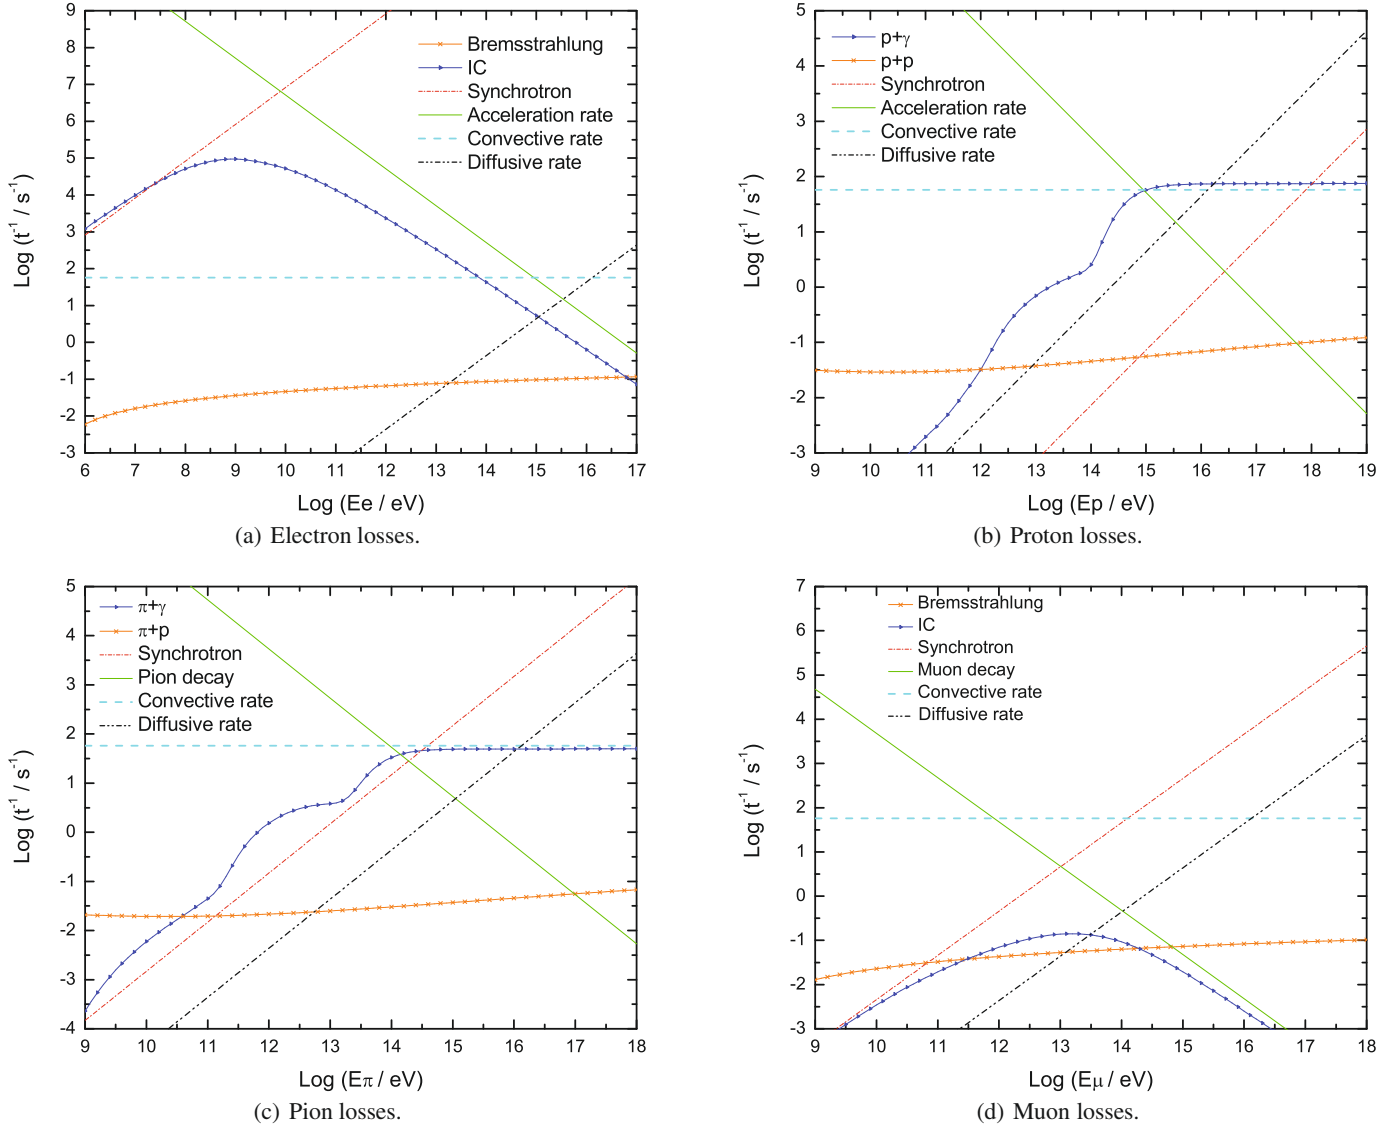 Log (t⁻¹ / s⁻¹)
9
8
7
6
5
4
3
2
1
0
-1
-2
-3
Bremsstrahlung
IC
Synchrotron
Acceleration rate
Convective rate
Diffusive rate
6 7 8 9 10 11 12 13 14 15 16 17
Log (Ee / eV)
(a) Electron losses.
Log (t⁻¹ / s⁻¹)
5
4
3
2
1
0
-1
-2
-3
p+γ
p+p
Synchrotron
Acceleration rate
Convective rate
Diffusive rate
9 10 11 12 13 14 15 16 17 18 19
Log (Ep / eV)
(b) Proton losses.
Log (t⁻¹ / s⁻¹)
5
4
3
2
1
0
-1
-2
-3
-4
π+γ
π+p
Synchrotron
Pion decay
Convective rate
Diffusive rate
9 10 11 12 13 14 15 16 17 18
Log (Eπ / eV)
(c) Pion losses.
Log (t⁻¹ / s⁻¹)
7
6
5
4
3
2
1
0
-1
-2
-3
Bremsstrahlung
IC
Synchrotron
Muon decay
Convective rate
Diffusive rate
9 10 11 12 13 14 15 16 17 18
Log (Eμ / eV)
(d) Muon losses.